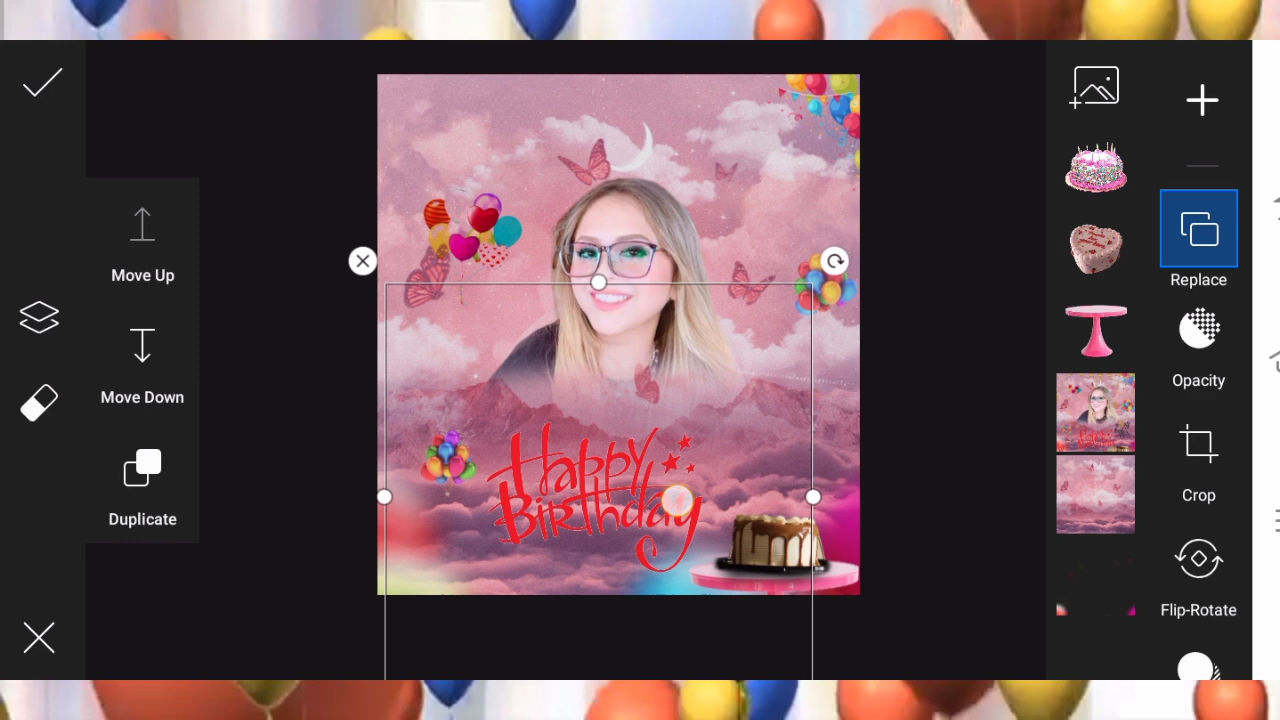 Move Up
Move Down
Duplicate
Happy
Birthday
Replace
Opacity
Crop
Flip-Rotate